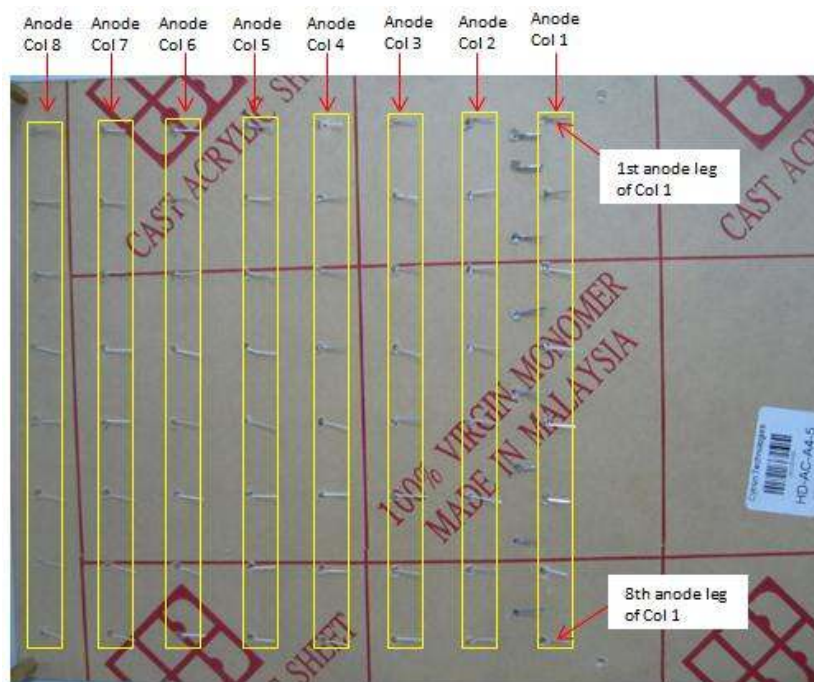 Anode Col 8
Anode Col 7
Anode Col 6
Anode Col 5
Anode Col 4
Anode Col 3
Anode Col 2
Anode Col 1
1st anode leg
of Col 1
CAST ACRYLIC SH
CAST AC
100% VIRGIN MONOMER
MADE IN MALAYSIA
HD-AC-A4-5
8th anode leg
of Col 1
SHEET